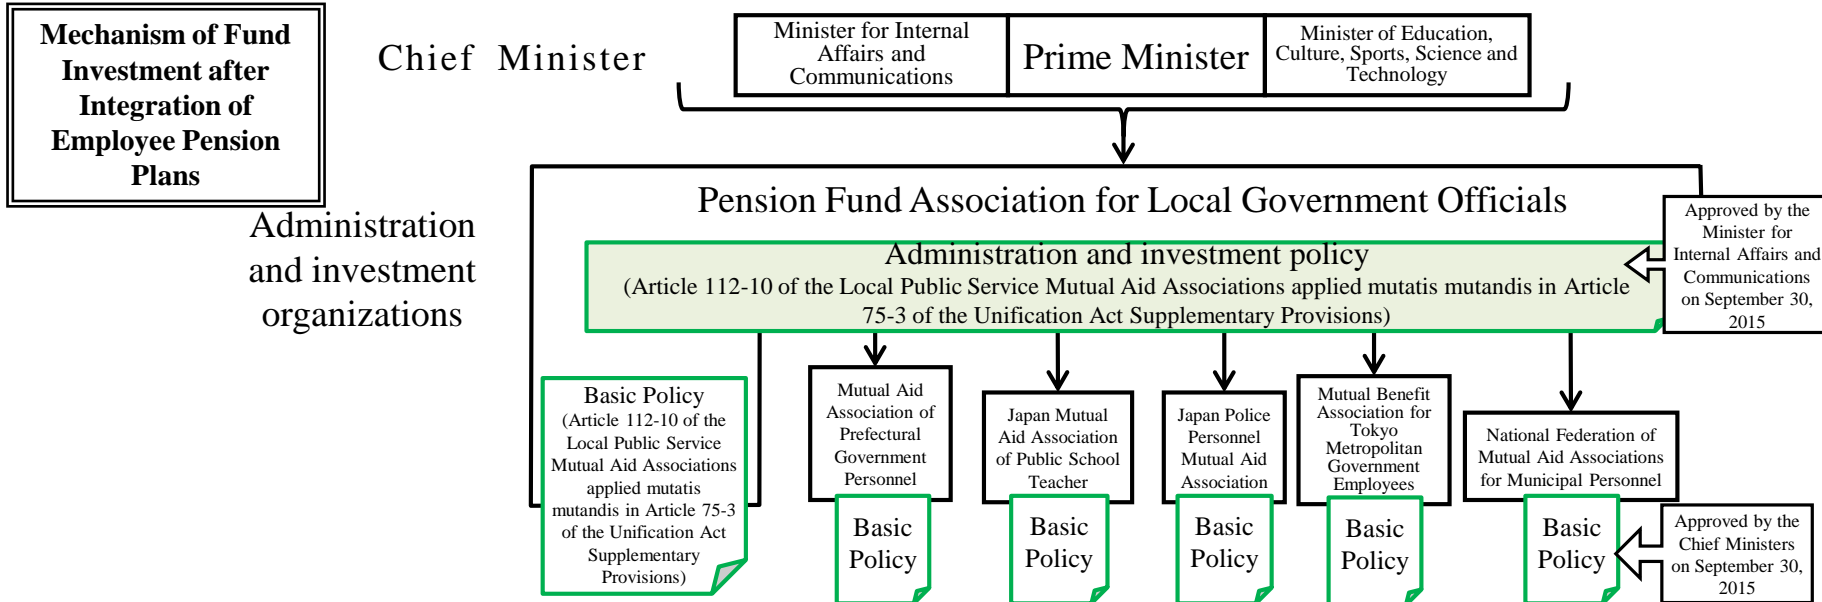 Mechanism of Fund
Investment after
Integration of
Employee Pension
Plans
Chief Minister
Minister for Internal
Affairs and
Communications
Prime Minister
Minister of Education,
Culture, Sports, Science and
Technology
Administration
and investment
organizations
Pension Fund Association for Local Government Officials
Administration and investment policy
(Article 112-10 of the Local Public Service Mutual Aid Associations applied mutatis mutandis in Article
75-3 of the Unification Act Supplementary Provisions)
Approved by the
Minister for
Internal Affairs and
Communications
on September 30,
2015
Basic Policy
(Article 112-10 of the
Local Public Service
Mutual Aid Associations
applied mutatis
mutandis in Article 75-3
of the Unification Act
Supplementary
Provisions)
Mutual Aid
Association of
Prefectural
Government
Personnel
Basic
Policy
Japan Mutual
Aid Association
of Public School
Teacher
Basic
Policy
Japan Police
Personnel
Mutual Aid
Association
Basic
Policy
Mutual Benefit
Association for
Tokyo
Metropolitan
Government
Employees
Basic
Policy
National Federation of
Mutual Aid Associations
for Municipal Personnel
Basic
Policy
Approved by the
Chief Ministers
on September 30,
2015